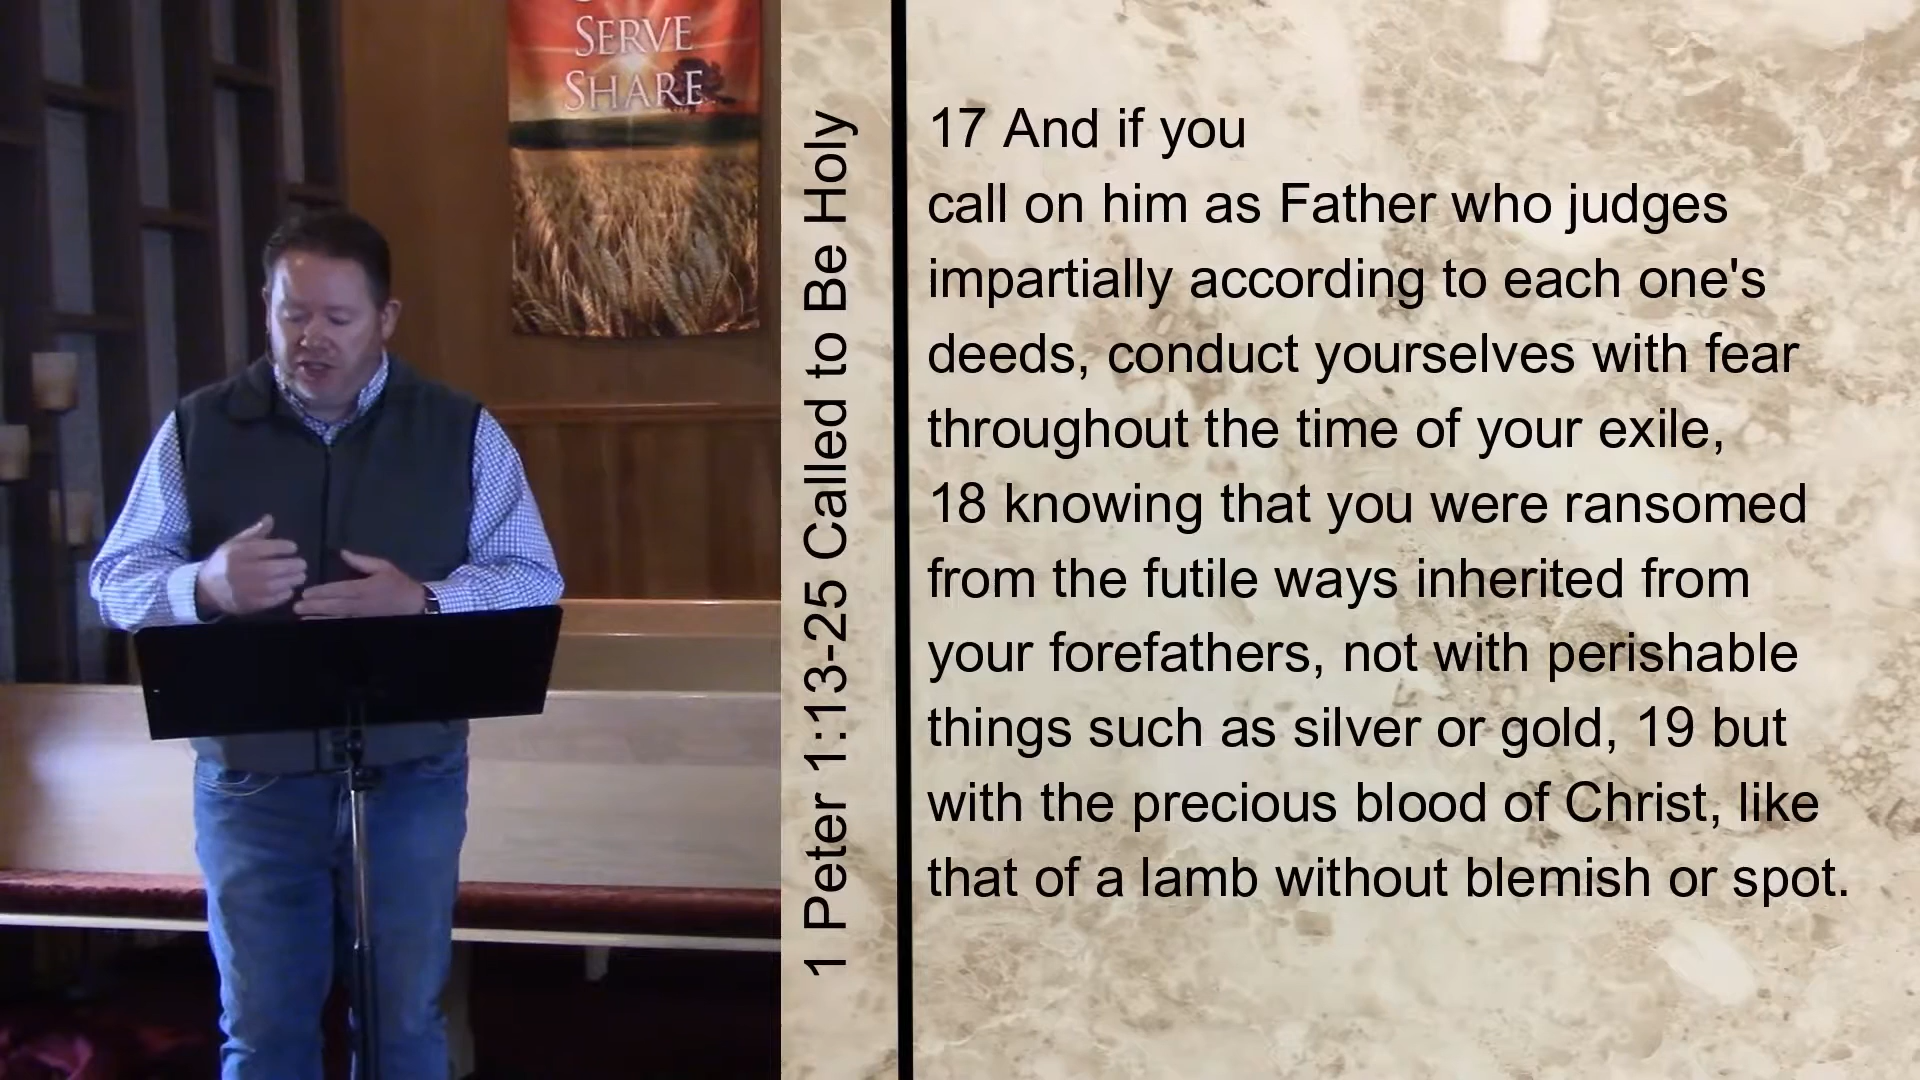 SERVE
SHARE
1 Peter 1:13-25 Called to Be Holy
17 And if you
call on him as Father who judges
impartially according to each one's
deeds, conduct yourselves with fear
throughout the time of your exile,
18 knowing that you were ransomed
from the futile ways inherited from
your forefathers, not with perishable
things such as silver or gold, 19 but
with the precious blood of Christ, like
that of a lamb without blemish or spot.